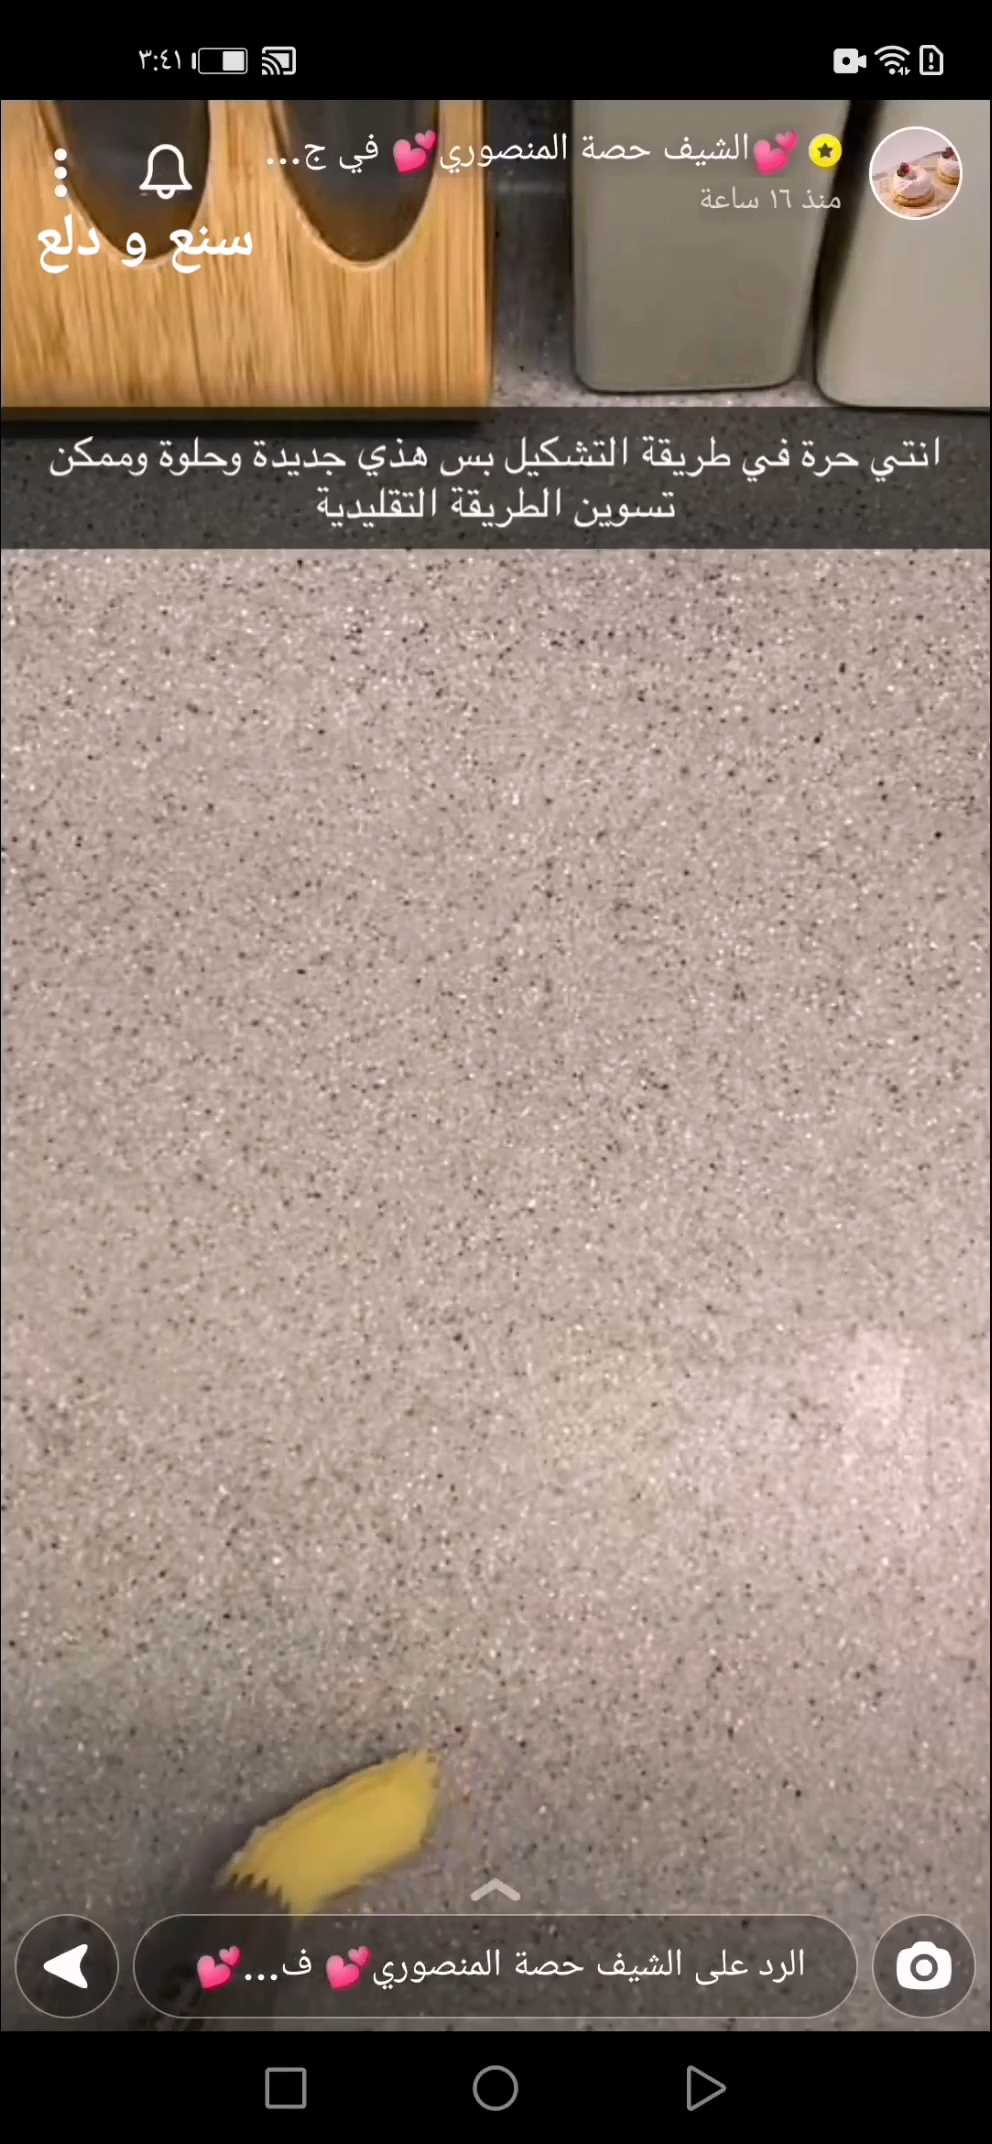 ٣:٤١
💕الشيف حصة المنصوري💕 في ج...
منذ ١٦ ساعة
سنع و دلع
انتي حرة في طريقة التشكيل بس هذي جديدة وحلوة وممكن
تسوين الطريقة التقليدية
الرد على الشيف حصة المنصوري💕 ف...💕